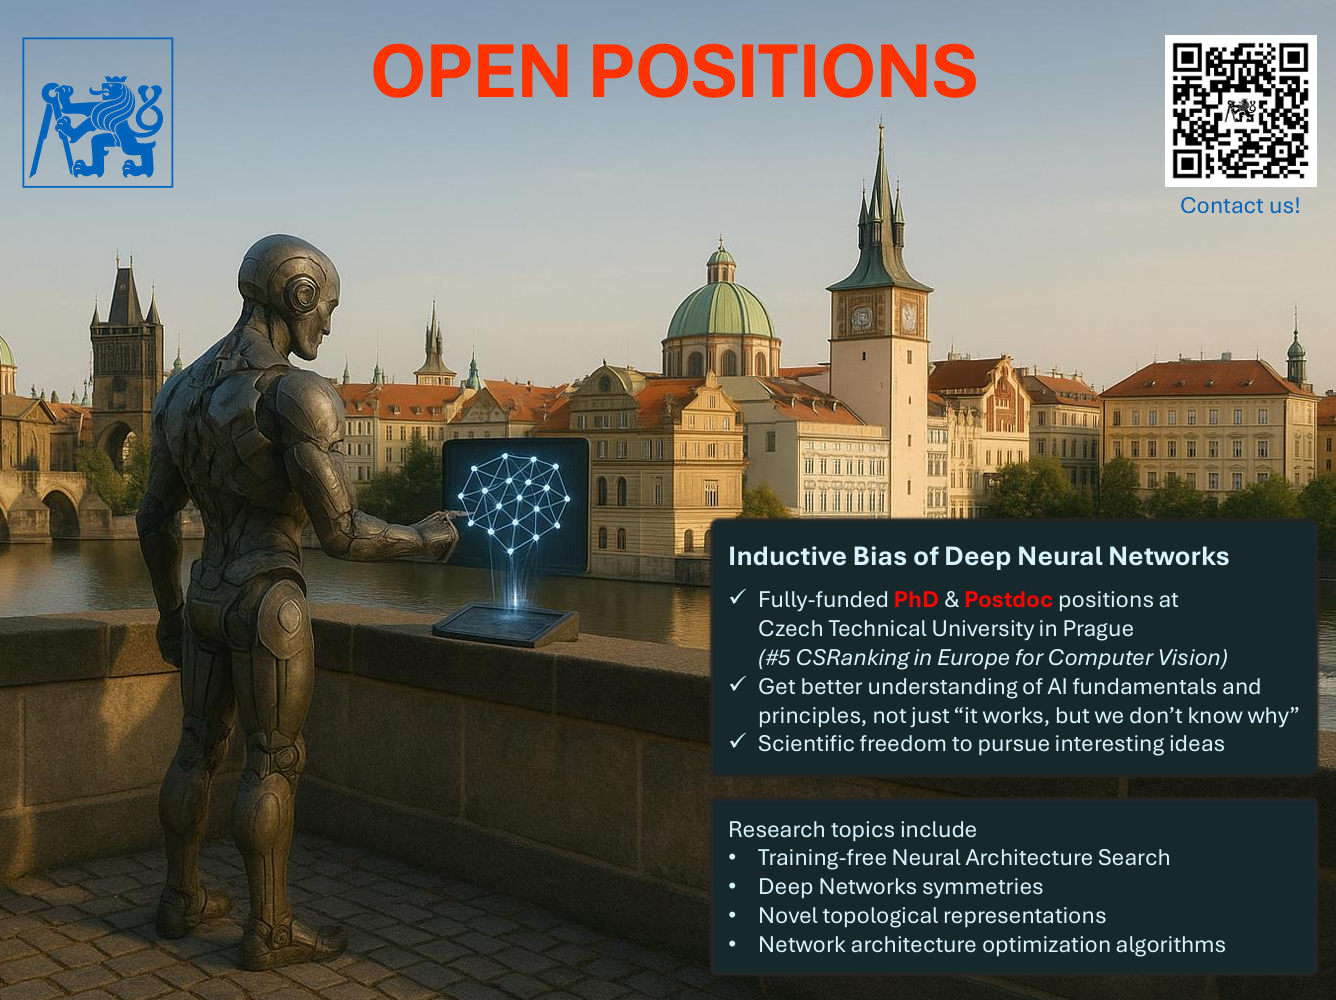 OPEN POSITIONS
Contact us!
Inductive Bias of Deep Neural Networks
✓ Fully-funded PhD & Postdoc positions at
Czech Technical University in Prague
(#5 CSRanking in Europe for Computer Vision)
✓ Get better understanding of AI fundamentals and
principles, not just “it works, but we don’t know why”
✓ Scientific freedom to pursue interesting ideas
Research topics include
• Training-free Neural Architecture Search
• Deep Networks symmetries
• Novel topological representations
• Network architecture optimization algorithms